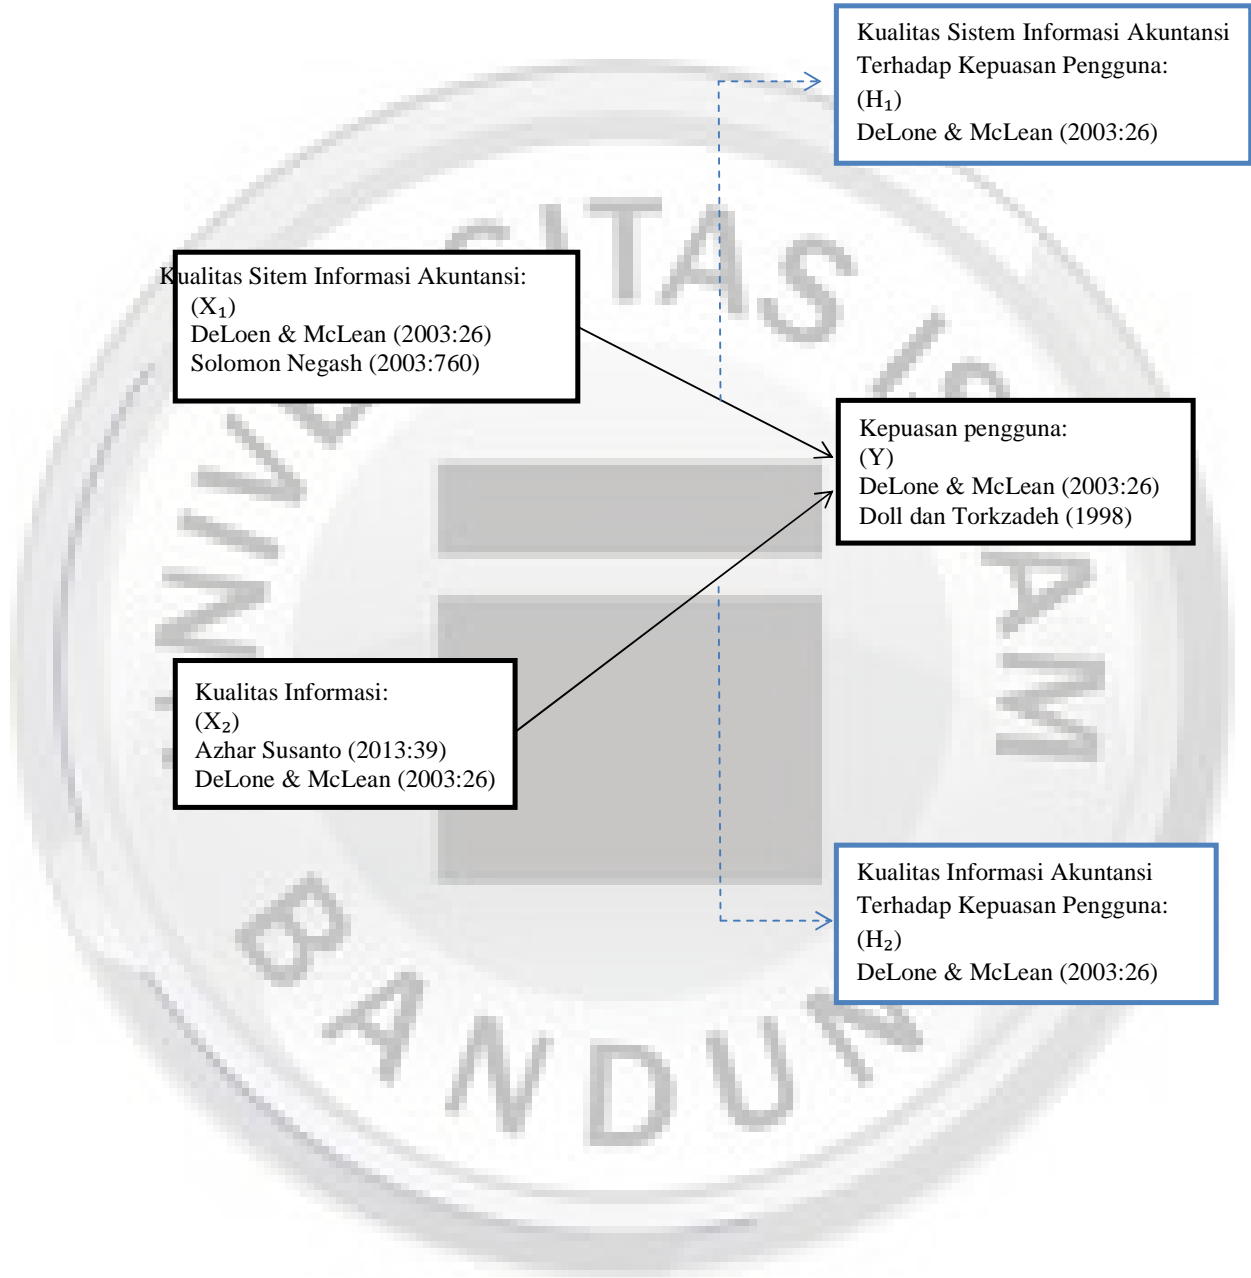 Kualitas Sistem Informasi Akuntansi
Terhadap Kepuasan Pengguna:
(H₁)
DeLone & McLean (2003:26)
Kualitas Sitem Informasi Akuntansi:
(X₁)
DeLoen & McLean (2003:26)
Solomon Negash (2003:760)
Kepuasan pengguna:
(Y)
DeLone & McLean (2003:26)
Doll dan Torkzadeh (1998)
Kualitas Informasi:
(X₂)
Azhar Susanto (2013:39)
DeLone & McLean (2003:26)
Kualitas Informasi Akuntansi
Terhadap Kepuasan Pengguna:
(H₂)
DeLone & McLean (2003:26)